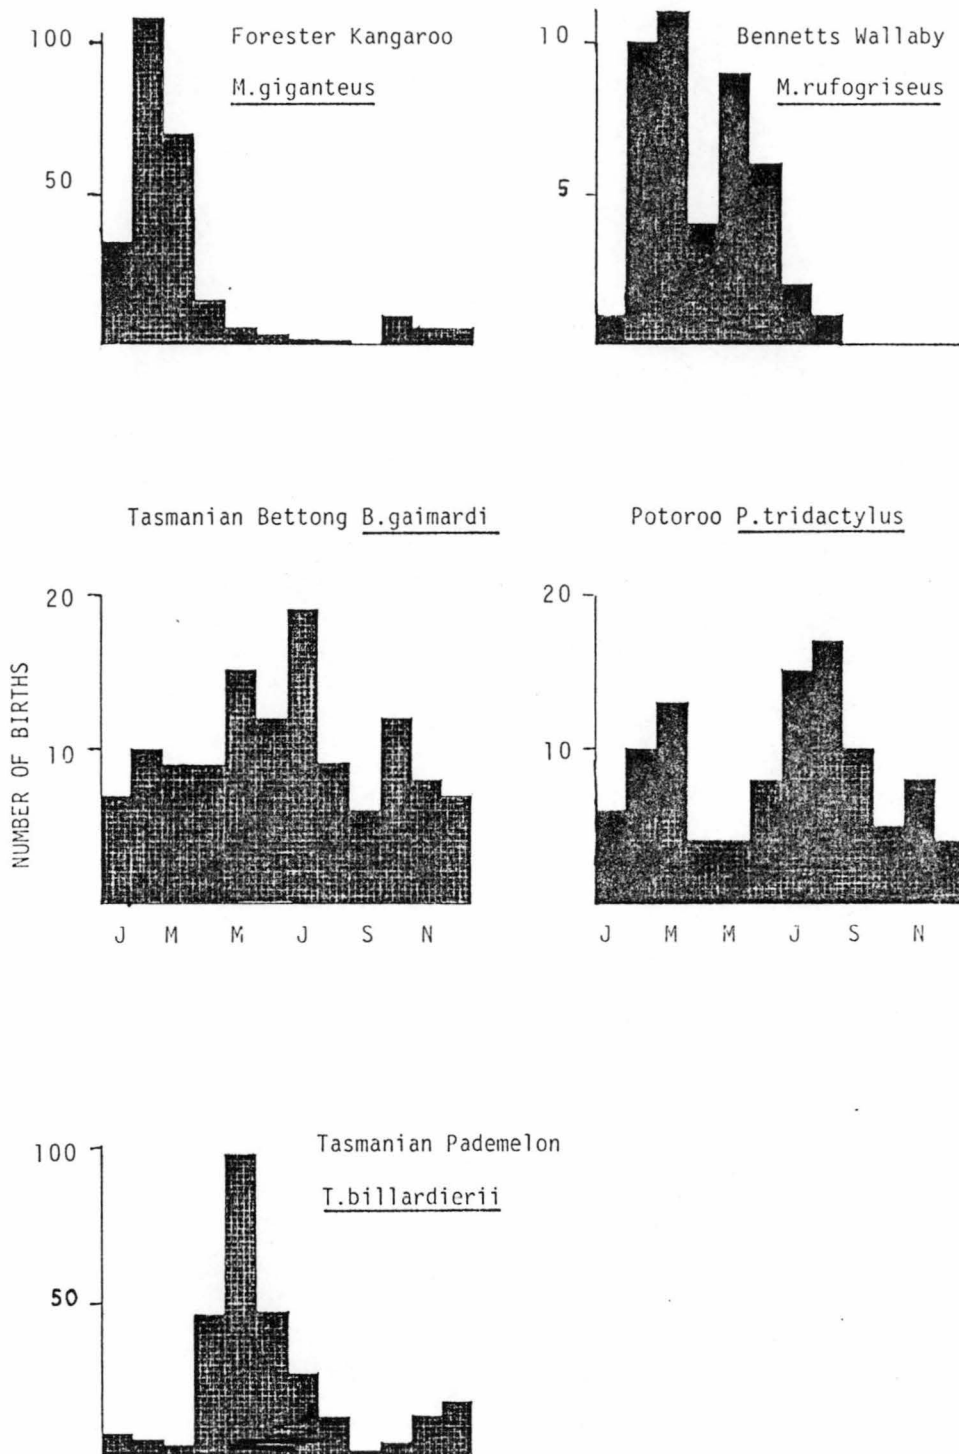 Forester Kangaroo
M.giganteus
100
50
Bennetts Wallaby
M.rufogriseus
10
5
Tasmanian Bettong B.gaimardi
20
10
J M M J S N
Potoroo P.tridactylus
20
10
J M M J S N
NUMBER OF BIRTHS
Tasmanian Pademelon
T.billardierii
100
50